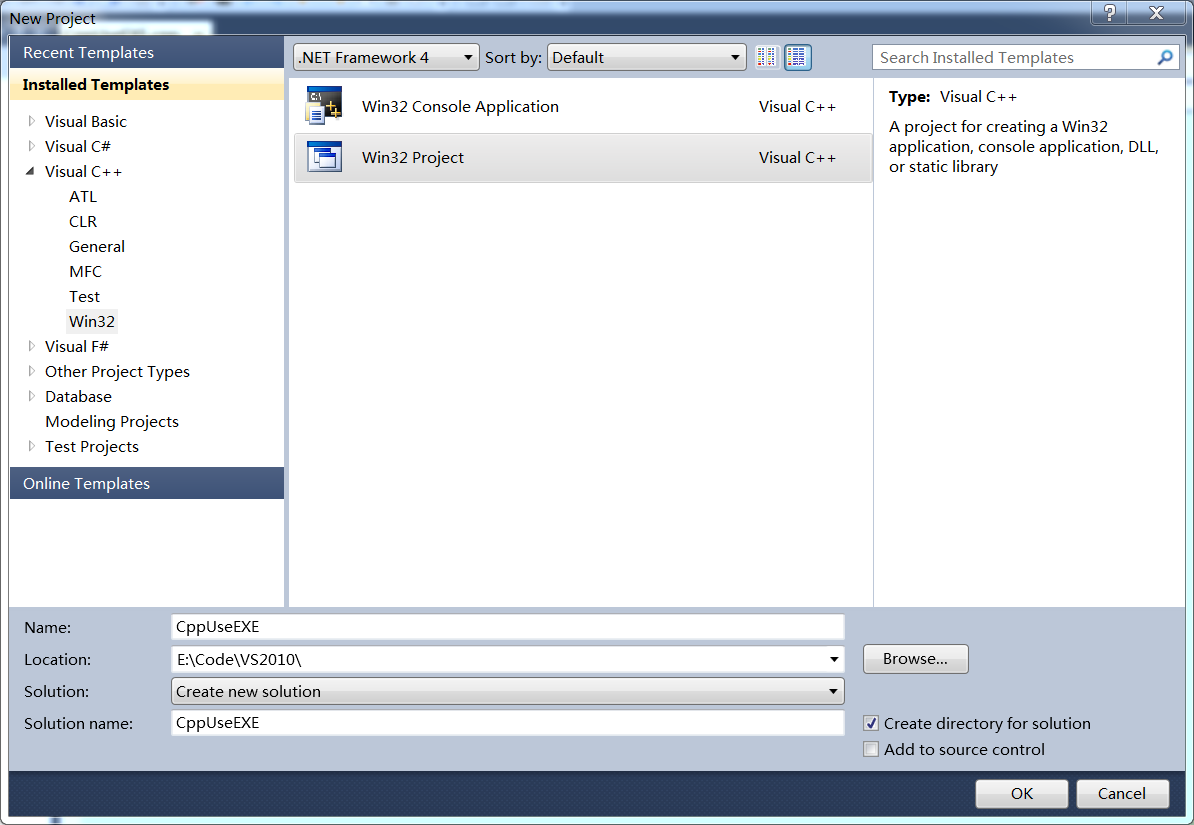 New Project
Recent Templates
Installed Templates
Visual Basic
Visual C#
Visual C++
ATL
CLR
General
MFC
Test
Win32
Visual F#
Other Project Types
Database
Modeling Projects
Test Projects
Online Templates
.NET Framework 4 Sort by: Default
Win32 Console Application Visual C++
Win32 Project Visual C++
Search Installed Templates
Type: Visual C++
A project for creating a Win32
application, console application, DLL,
or static library
Name: CppUseEXE
Location: E:\Code\VS2010\ Browse...
Solution: Create new solution
Solution name: CppUseEXE
Create directory for solution
Add to source control
OK Cancel